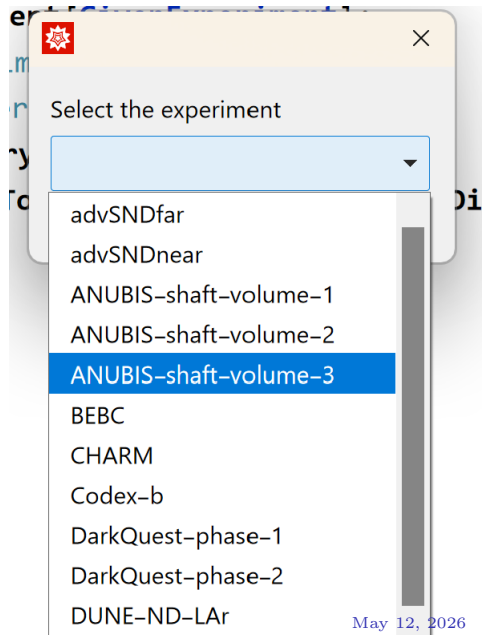 Select the experiment
advSNDfar
advSNDnear
ANUBIS-shaft-volume-1
ANUBIS-shaft-volume-2
ANUBIS-shaft-volume-3
BEBC
CHARM
Codex-b
DarkQuest-phase-1
DarkQuest-phase-2
DUNE-ND-LAr
May 12, 2026